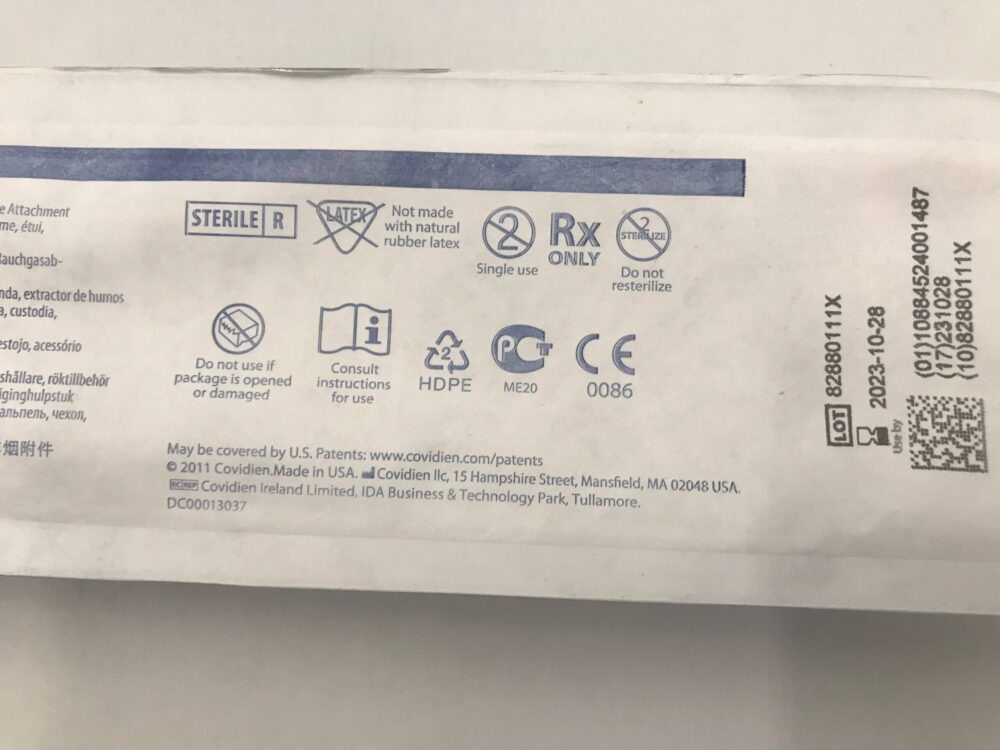 e Attachment
me, étui,
auchgasab-
nda, extractor de humos
a, custodia,
estojo, acessório
shållare, röktillbehör
iginghulpstuk
альпель, чехол,
烟附件
STERILE R
LATEX
Not made
with natural
rubber latex
2
Single use
Rx
ONLY
2
STERILIZE
Do not
resterilize
Do not use if
package is opened
or damaged
i
Consult
instructions
for use
2
HDPE
ME20
CE
0086
May be covered by U.S. Patents: www.covidien.com/patents
© 2011 Covidien.Made in USA. Covidien llc, 15 Hampshire Street, Mansfield, MA 02048 USA.
EC REP Covidien Ireland Limited, IDA Business & Technology Park, Tullamore.
DC00013037
LOT 82880111X
Use by 2023-10-28
(01)10884524001487
(17)231028
(10)82880111X